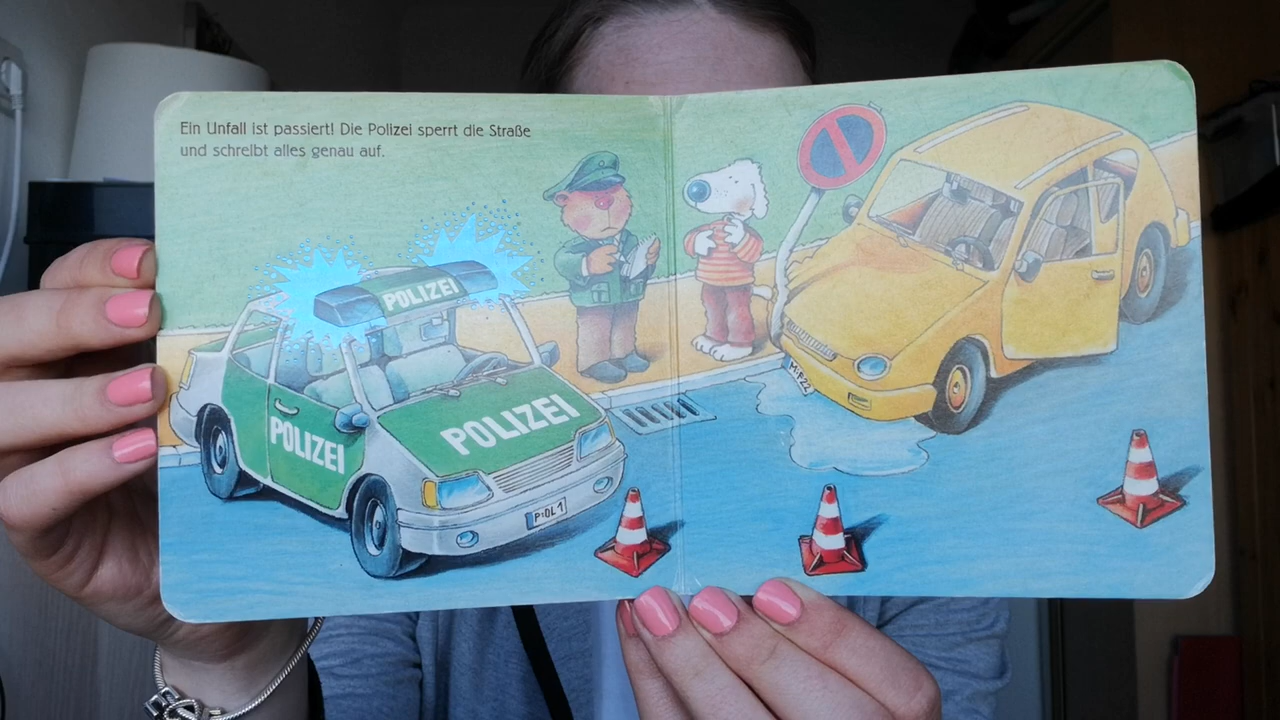 Ein Unfall ist passiert! Die Polizei sperrt die Straße
und schreibt alles genau auf.
POLIZEI
POLIZEI
POLIZEI
P:OL 1